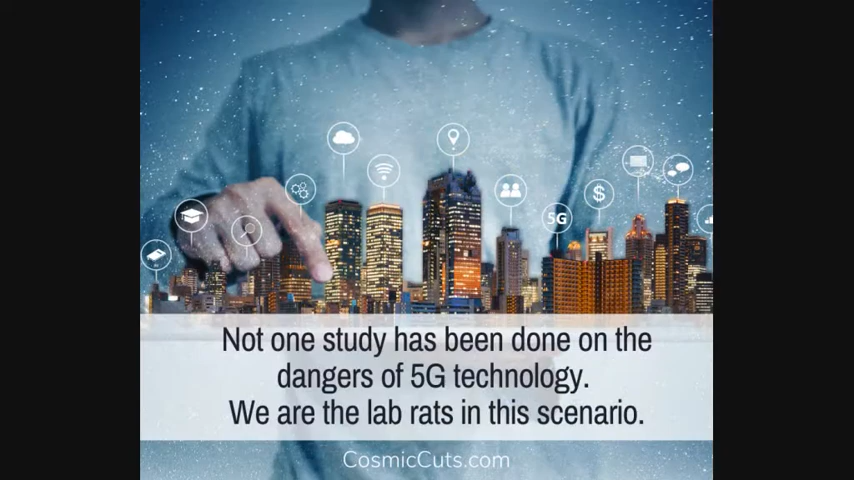 5G
$
Not one study has been done on the
dangers of 5G technology.
We are the lab rats in this scenario.
CosmicCuts.com